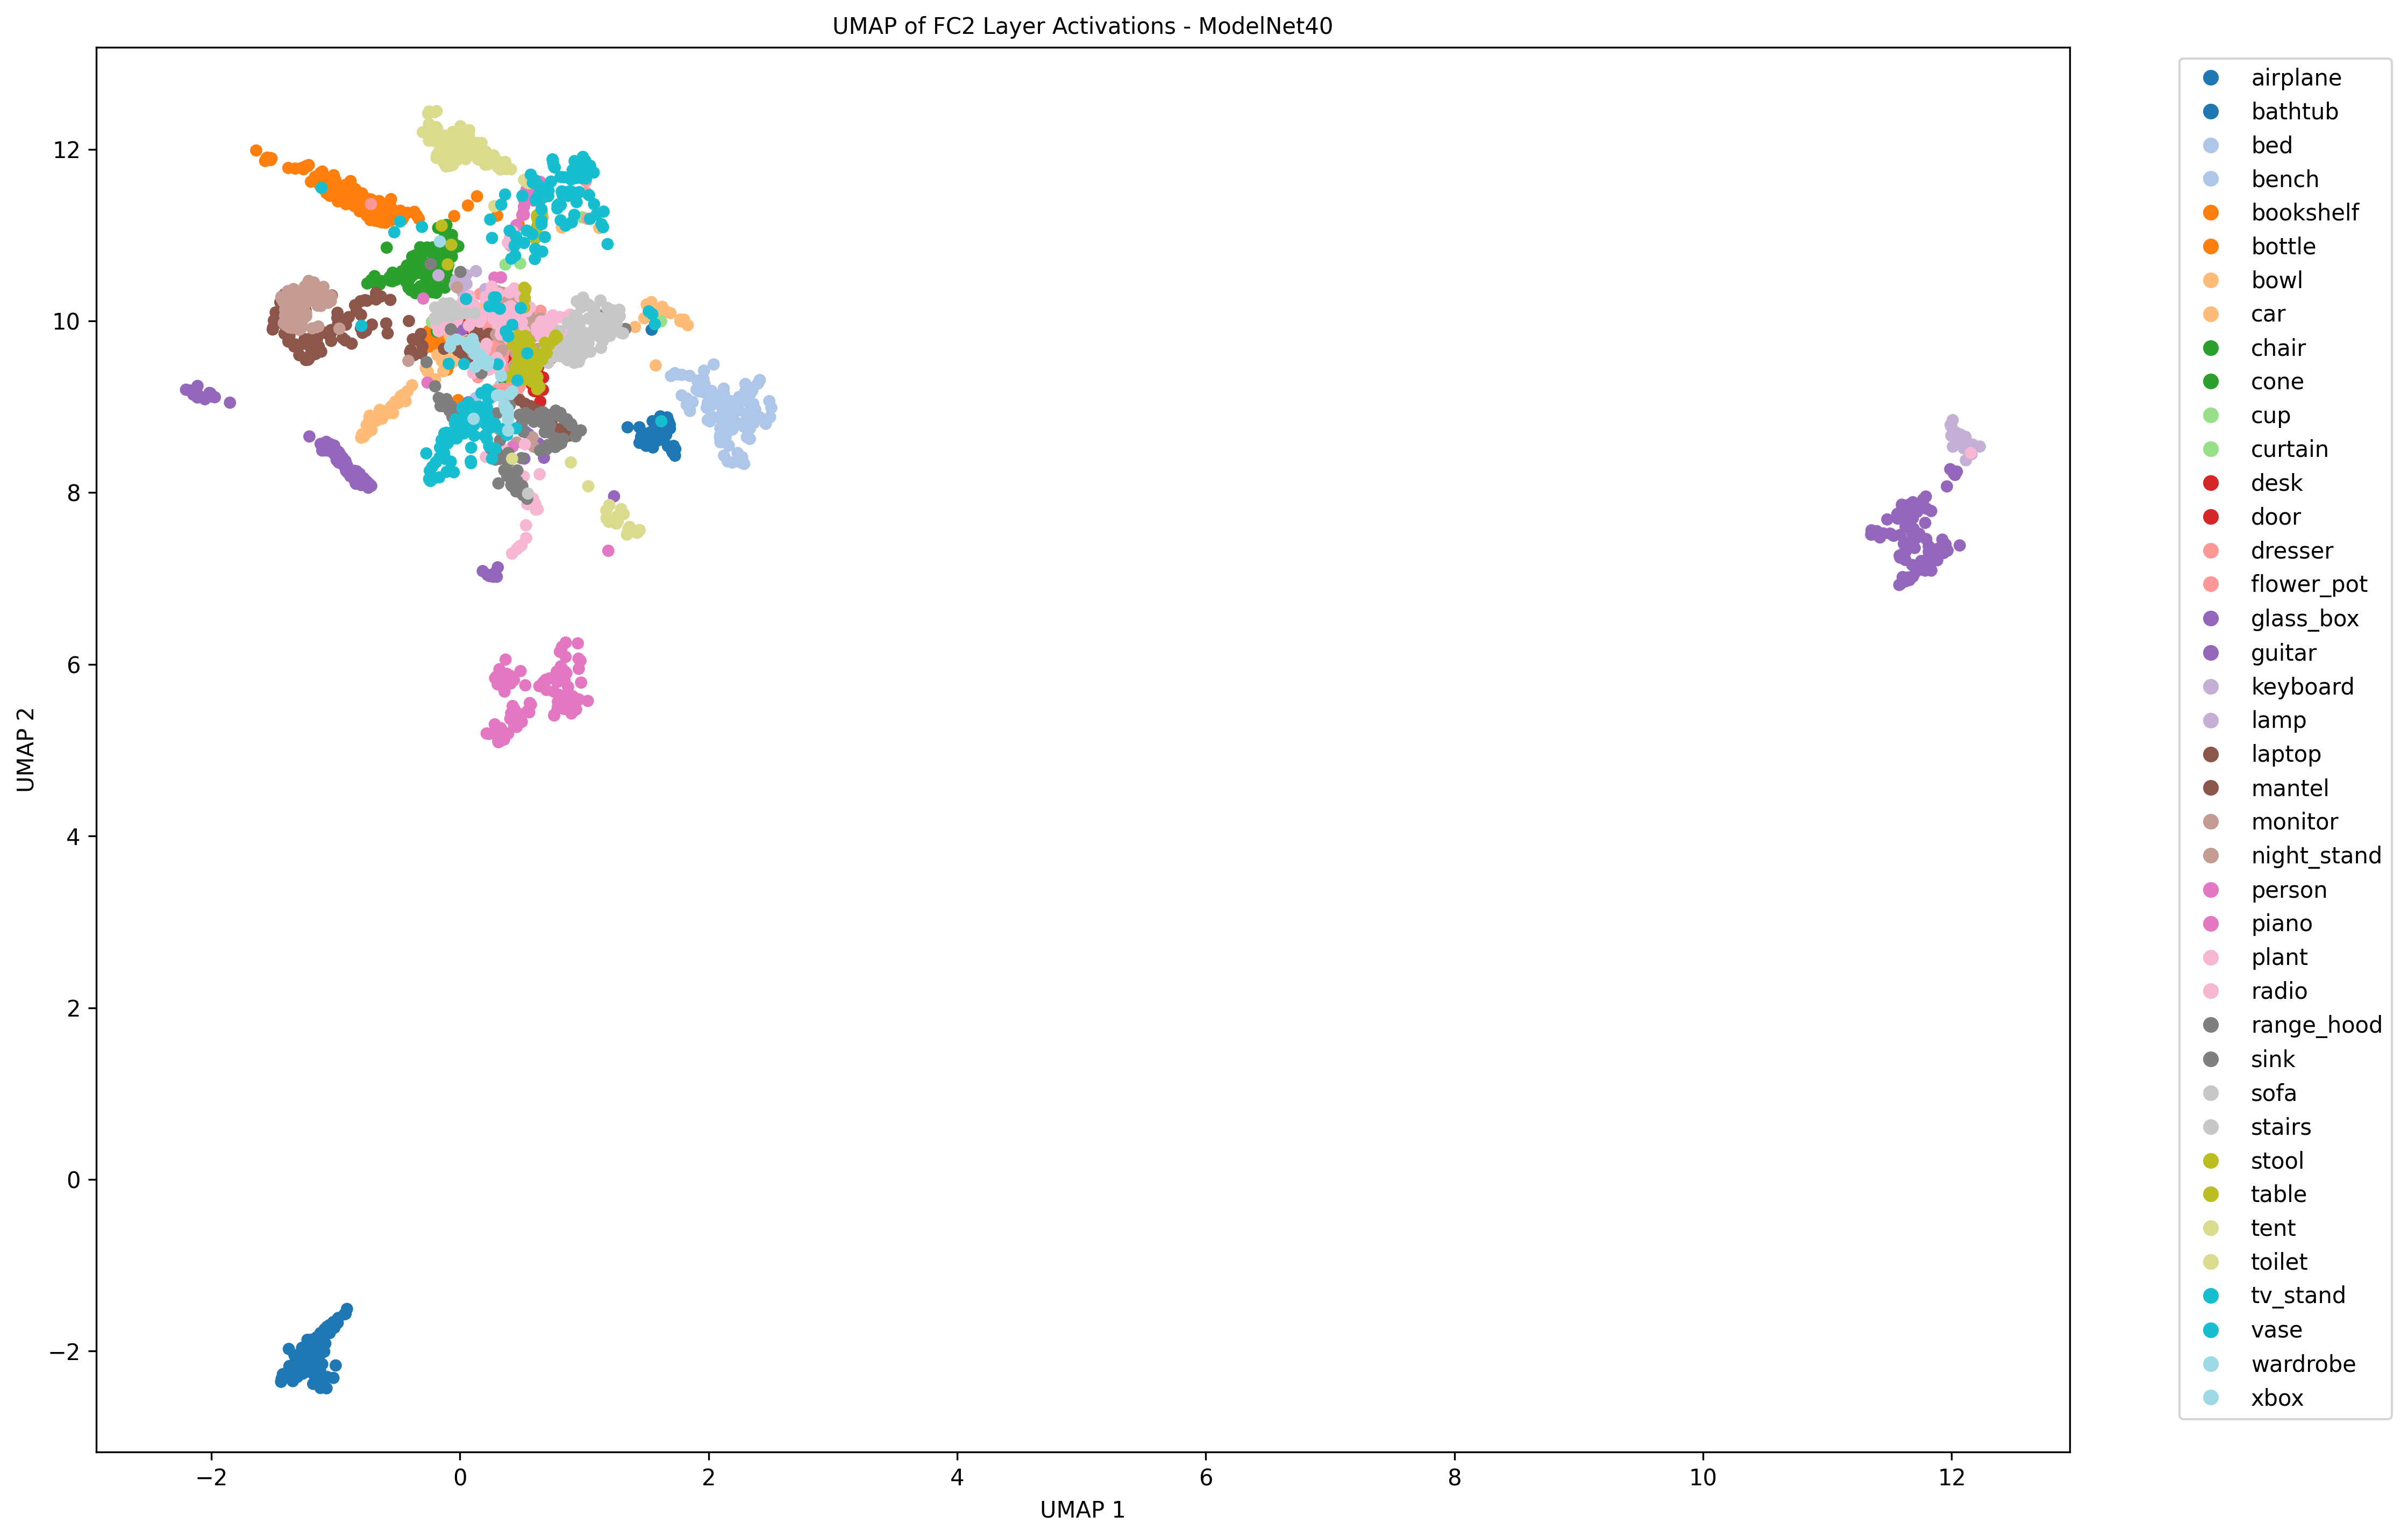 UMAP of FC2 Layer Activations - ModelNet40
UMAP 2
12
10
8
6
4
2
0
−2
−2
0
2
4
6
8
10
12
UMAP 1
airplane
bathtub
bed
bench
bookshelf
bottle
bowl
car
chair
cone
cup
curtain
desk
door
dresser
flower_pot
glass_box
guitar
keyboard
lamp
laptop
mantel
monitor
night_stand
person
piano
plant
radio
range_hood
sink
sofa
stairs
stool
table
tent
toilet
tv_stand
vase
wardrobe
xbox